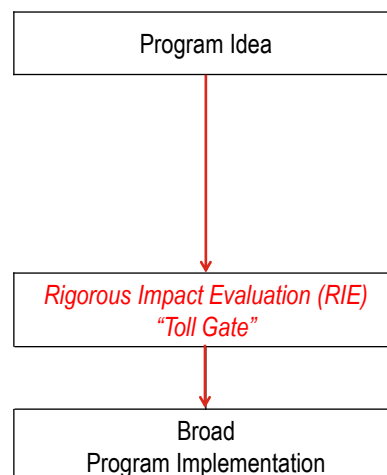 Program Idea
Rigorous Impact Evaluation (RIE)
“Toll Gate”
Broad
Program Implementation